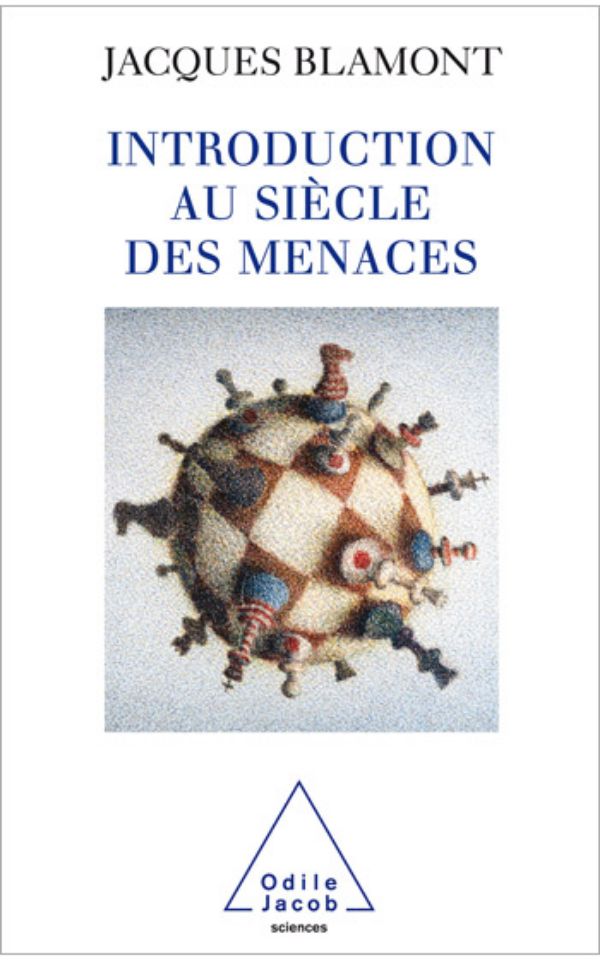 JACQUES BLAMONT
INTRODUCTION
AU SIÈCLE
DES MENACES
Odile
Jacob
sciences